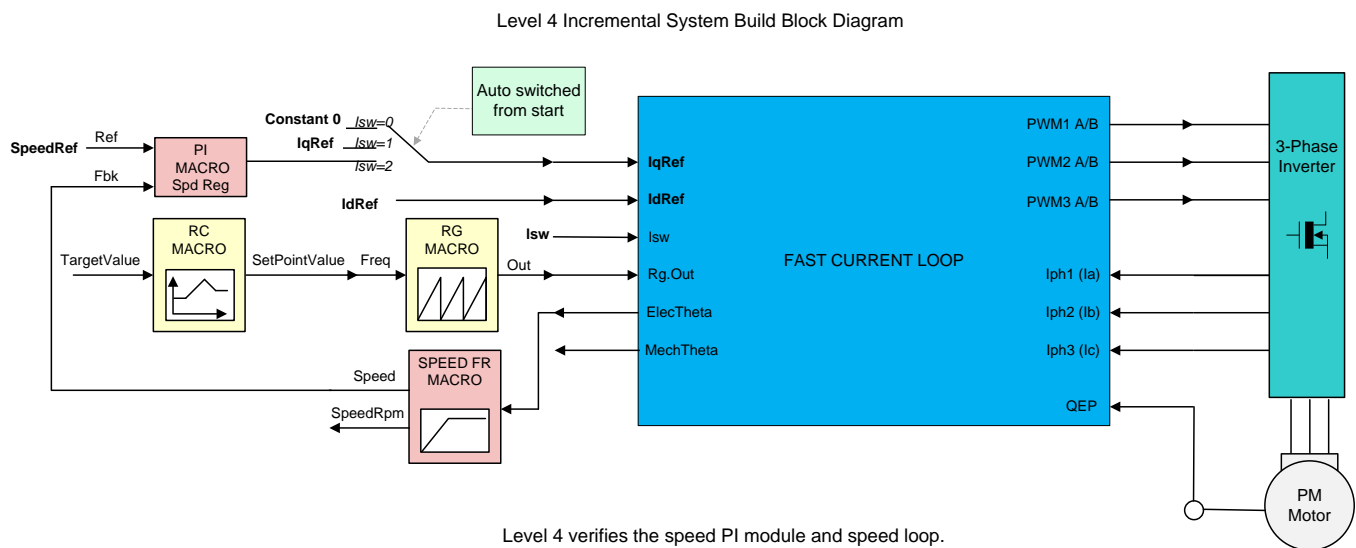 Level 4 Incremental System Build Block Diagram
Auto switched
from start
Constant 0
Isw=0
IqRef
Isw=1
Isw=2
SpeedRef
Ref
Fbk
PI
MACRO
Spd Reg
IdRef
Isw
TargetValue
RC
MACRO
SetPointValue
Freq
RG
MACRO
Out
Speed
SpeedRpm
SPEED FR
MACRO
IqRef
IdRef
Isw
Rg.Out
ElecTheta
MechTheta
FAST CURRENT LOOP
PWM1 A/B
PWM2 A/B
PWM3 A/B
Iph1 (Ia)
Iph2 (Ib)
Iph3 (Ic)
QEP
3-Phase
Inverter
PM
Motor
Level 4 verifies the speed PI module and speed loop.